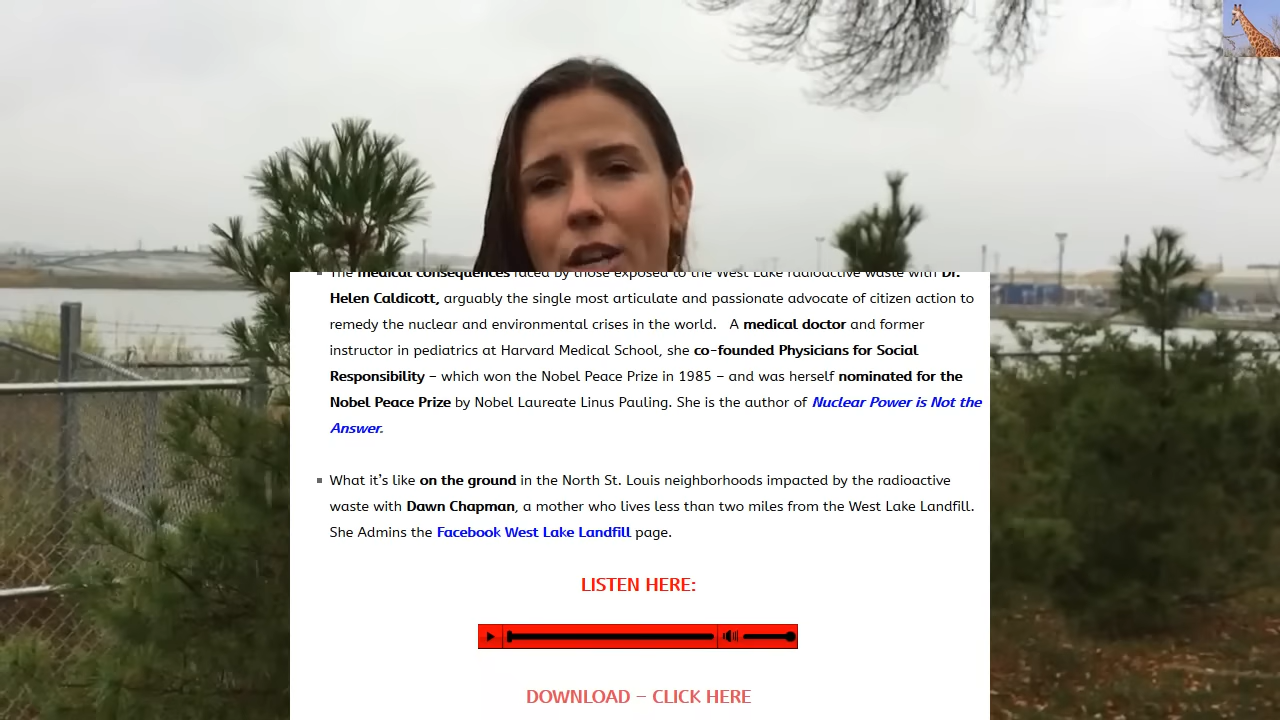 The medical consequences faced by those exposed to the West Lake radioactive waste with Dr.
Helen Caldicott, arguably the single most articulate and passionate advocate of citizen action to
remedy the nuclear and environmental crises in the world. A medical doctor and former
instructor in pediatrics at Harvard Medical School, she co-founded Physicians for Social
Responsibility – which won the Nobel Peace Prize in 1985 – and was herself nominated for the
Nobel Peace Prize by Nobel Laureate Linus Pauling. She is the author of Nuclear Power is Not the
Answer.
What it's like on the ground in the North St. Louis neighborhoods impacted by the radioactive
waste with Dawn Chapman, a mother who lives less than two miles from the West Lake Landfill.
She Admins the Facebook West Lake Landfill page.
LISTEN HERE:
DOWNLOAD – CLICK HERE